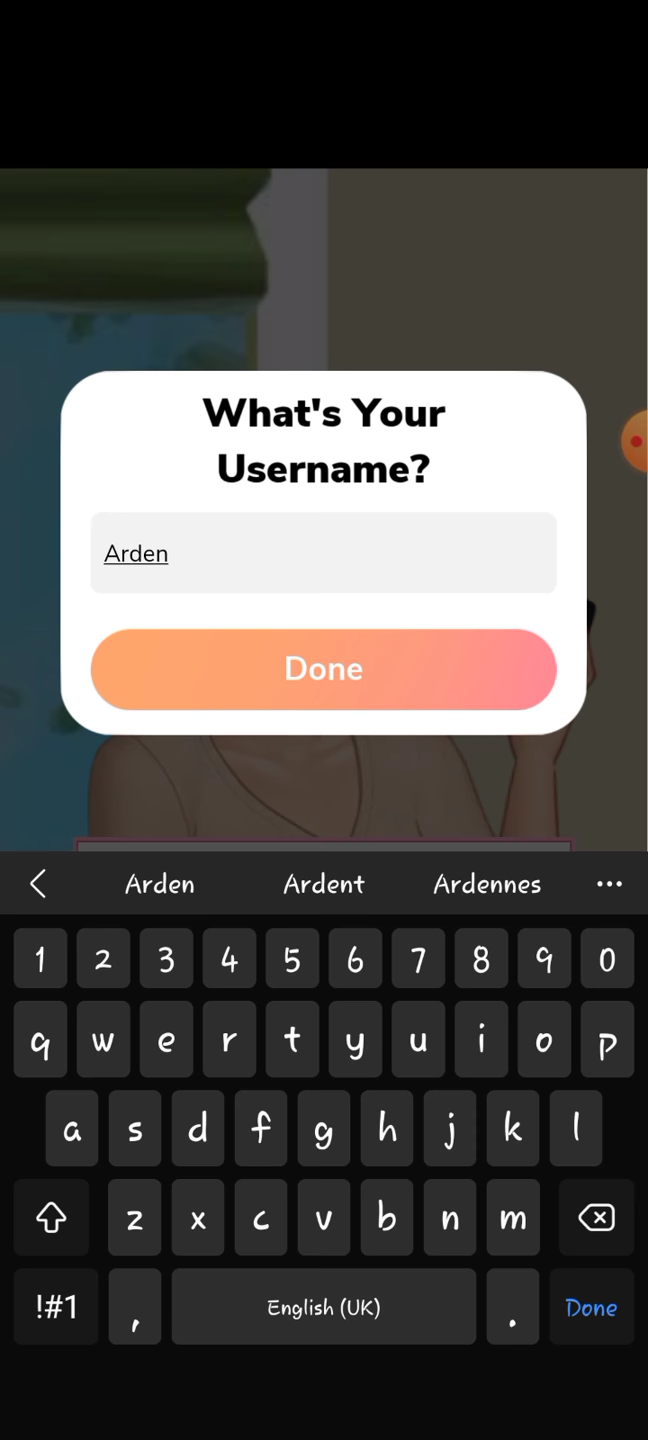 What's Your
Username?
Arden
Done
Arden Ardent Ardennes ...
1 2 3 4 5 6 7 8 9 0
q w e r t y u i o p
a s d f g h j k l
z x c v b n m
!#1 , English (UK) . Done